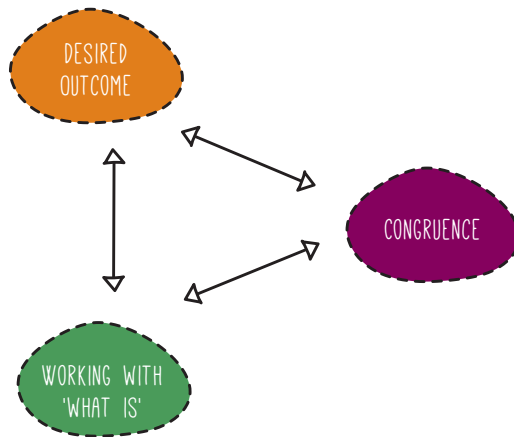 DESIRED
OUTCOME
CONGRUENCE
WORKING WITH
'WHAT IS'